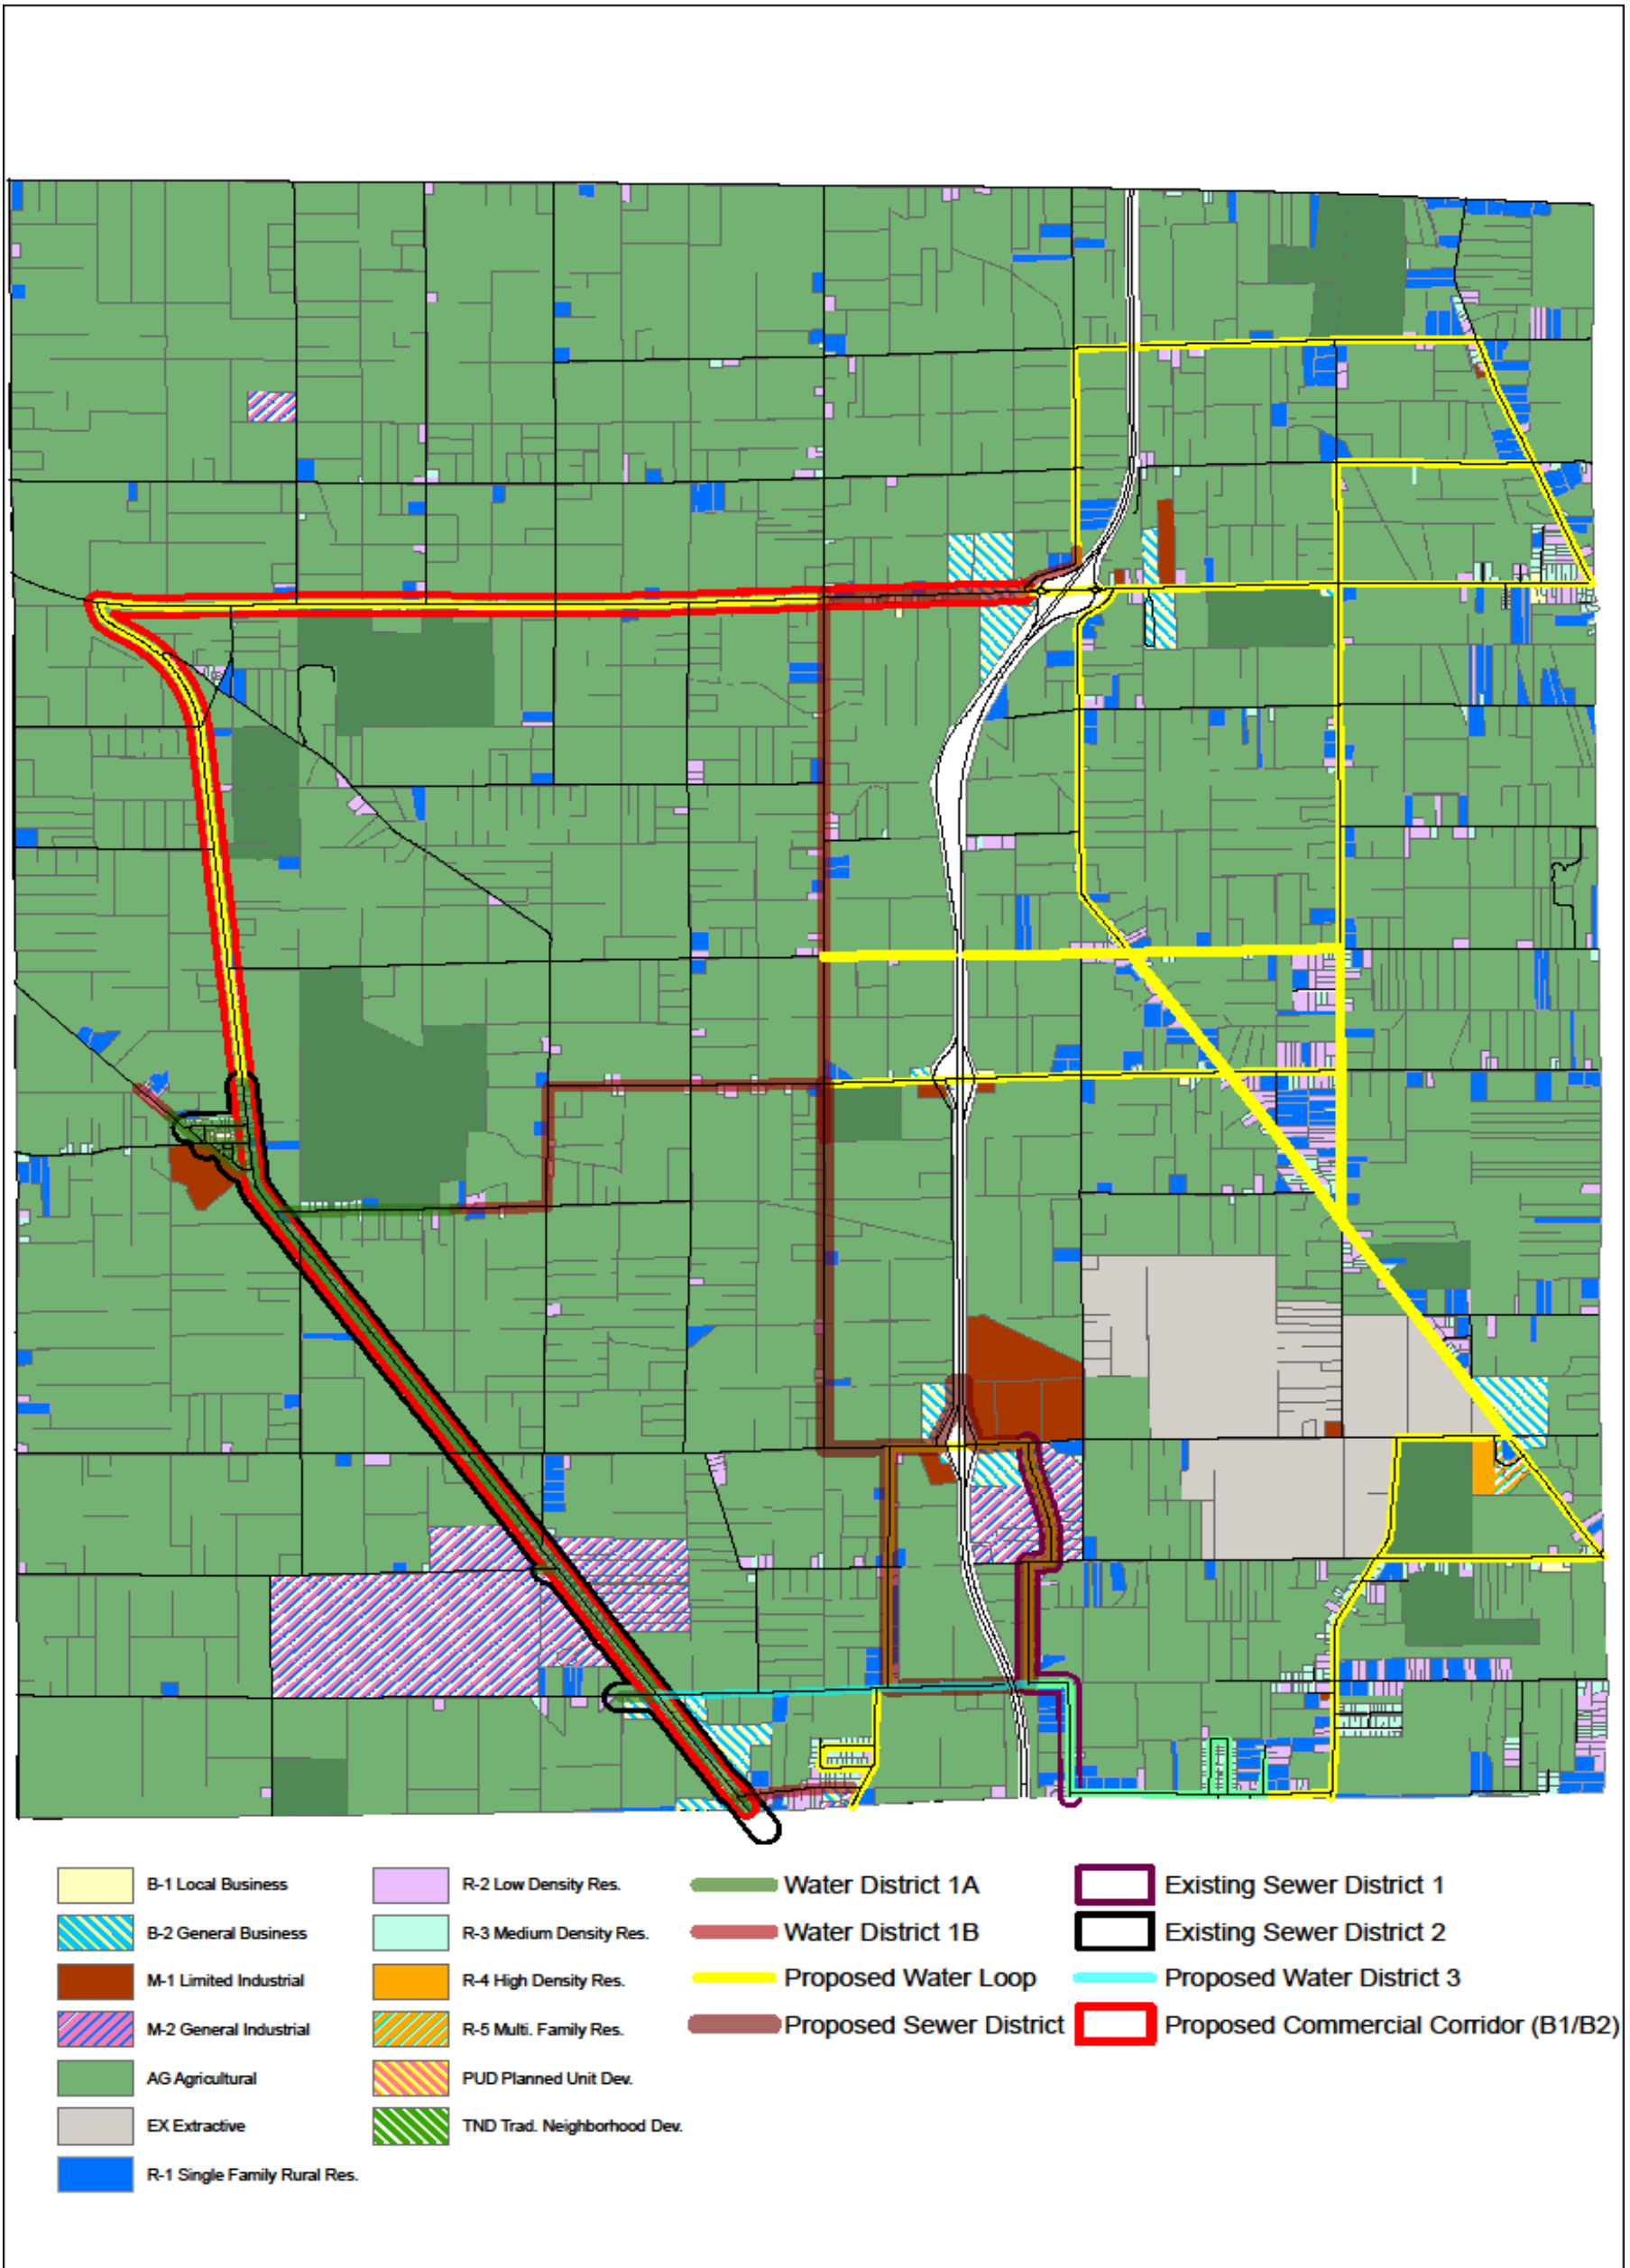 B-1 Local Business
B-2 General Business
M-1 Limited Industrial
M-2 General Industrial
AG Agricultural
EX Extractive
R-1 Single Family Rural Res.
R-2 Low Density Res.
R-3 Medium Density Res.
R-4 High Density Res.
R-5 Multi. Family Res.
PUD Planned Unit Dev.
TND Trad. Neighborhood Dev.
Water District 1A
Water District 1B
Proposed Water Loop
Proposed Sewer District
Existing Sewer District 1
Existing Sewer District 2
Proposed Water District 3
Proposed Commercial Corridor (B1/B2)